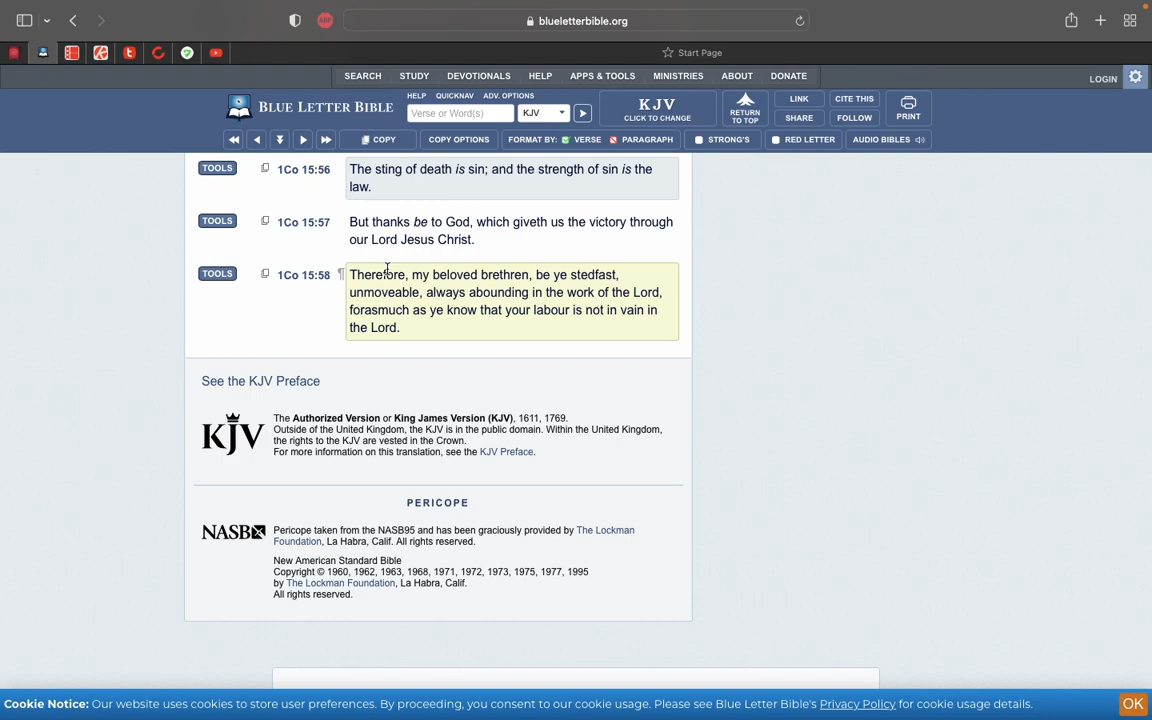 blueletterbible.org
ABP
Start Page
SEARCH STUDY DEVOTIONALS HELP APPS & TOOLS MINISTRIES ABOUT DONATE
LOGIN
BLUE LETTER BIBLE
HELP QUICKNAV ADV. OPTIONS
Verse or Word(s) KJV
KJV
CLICK TO CHANGE
RETURN
TO TOP
LINK CITE THIS
SHARE FOLLOW
PRINT
COPY COPY OPTIONS FORMAT BY: VERSE PARAGRAPH STRONG'S RED LETTER AUDIO BIBLES
TOOLS 1Co 15:56 The sting of death is sin; and the strength of sin is the
law.
TOOLS 1Co 15:57 But thanks be to God, which giveth us the victory through
our Lord Jesus Christ.
TOOLS 1Co 15:58 ¶ Therefore, my beloved brethren, be ye stedfast,
unmoveable, always abounding in the work of the Lord,
forasmuch as ye know that your labour is not in vain in
the Lord.
See the KJV Preface
KJV
The Authorized Version or King James Version (KJV), 1611, 1769.
Outside of the United Kingdom, the KJV is in the public domain. Within the United Kingdom,
the rights to the KJV are vested in the Crown.
For more information on this translation, see the KJV Preface.
PERICOPE
NASB
Pericope taken from the NASB95 and has been graciously provided by The Lockman
Foundation, La Habra, Calif. All rights reserved.
New American Standard Bible
Copyright © 1960, 1962, 1963, 1968, 1971, 1972, 1973, 1975, 1977, 1995
by The Lockman Foundation, La Habra, Calif.
All rights reserved.
Cookie Notice: Our website uses cookies to store user preferences. By proceeding, you consent to our cookie usage. Please see Blue Letter Bible's Privacy Policy for cookie usage details.
OK